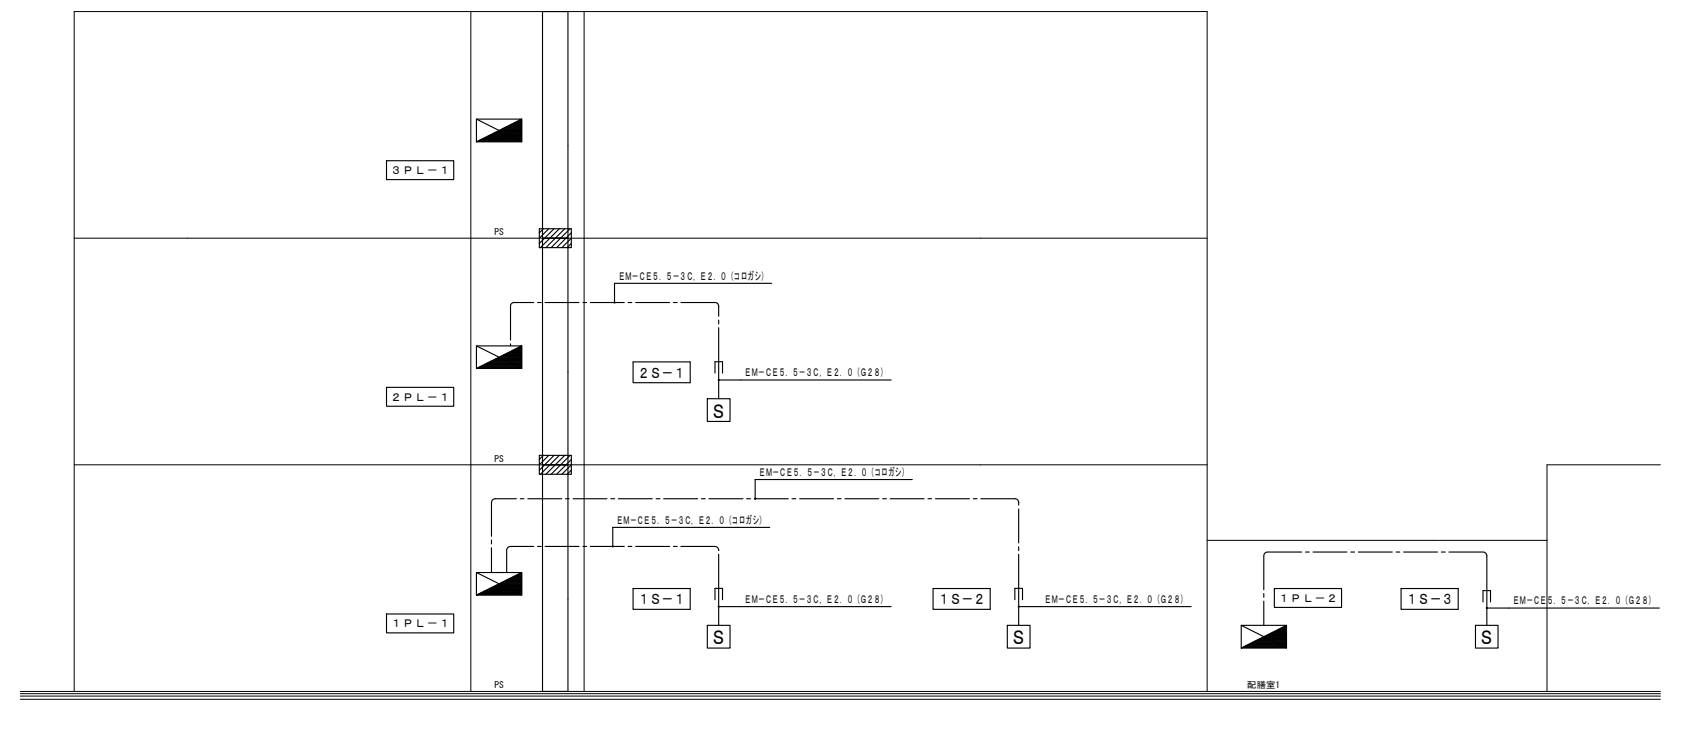 3PL-1
PS
EM-CE5.5-3C,E2.0(コロガシ)
2S-1
EM-CE5.5-3C,E2.0(G28)
2PL-1
S
PS
EM-CE5.5-3C,E2.0(コロガシ)
EM-CE5.5-3C,E2.0(コロガシ)
1S-1
EM-CE5.5-3C,E2.0(G28)
1S-2
EM-CE5.5-3C,E2.0(G28)
1PL-2
1S-3
EM-CE5.5-3C,E2.0(G28)
1PL-1
S
S
S
PS
配膳室1